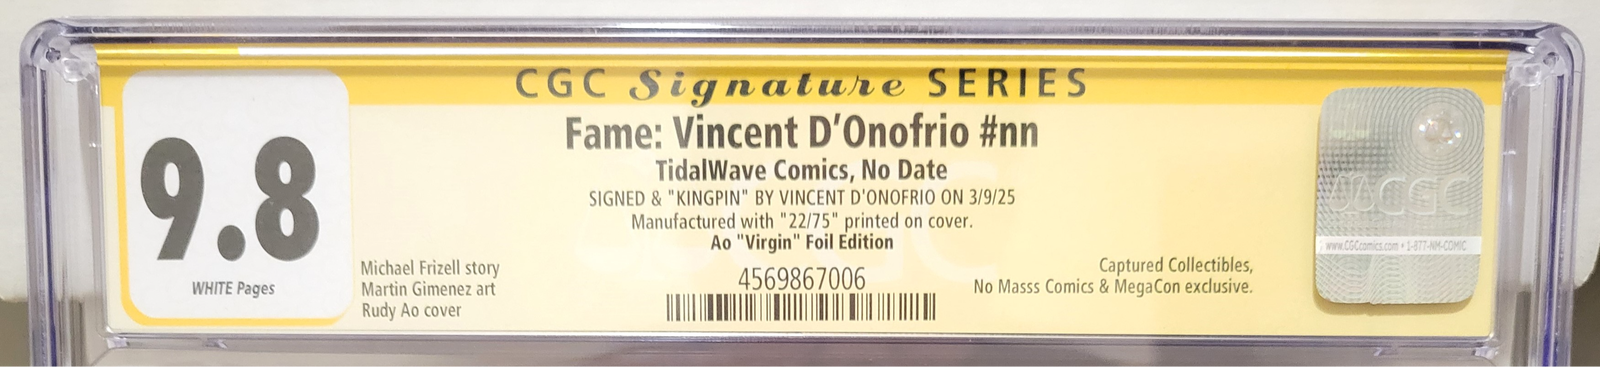 CGC Signature SERIES
Fame: Vincent D'Onofrio #nn
TidalWave Comics, No Date
SIGNED & "KINGPIN" BY VINCENT D'ONOFRIO ON 3/9/25
Manufactured with "22/75" printed on cover.
Ao "Virgin" Foil Edition
9.8
WHITE Pages
Michael Frizell story
Martin Gimenez art
Rudy Ao cover
4569867006
Captured Collectibles,
No Masss Comics & MegaCon exclusive.
CGC
www.CGCcomics.com • 1-877-NM-COMIC